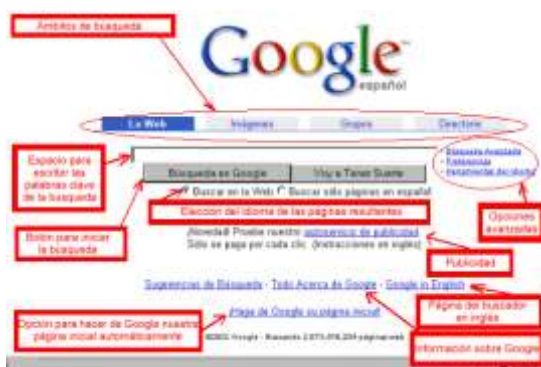 Ámbitos de búsqueda
Google
español
La Web Imágenes Grupos Directorio
Espacio para
escribir las
palabras clave
de la búsqueda
Búsqueda Avanzada
Preferencias
Herramientas del idioma
Búsqueda en Google Voy a Tener Suerte
Buscar en la Web Buscar sólo páginas en español
Elección del idioma de las páginas resultantes
Opciones
avanzadas
Botón para iniciar
la búsqueda
¡Novedad! Pruebe nuestro autoservicio de publicidad
Sólo se paga por cada clic. (Instrucciones en inglés)
Publicidad
Sugerencias de Búsqueda - Todo Acerca de Google - Google in English
Página del buscador
en inglés
¡Haga de Google su página inicial!
Opción para hacer de Google nuestra
página inicial automáticamente
©2002 Google - Buscando páginas web
Información sobre Google